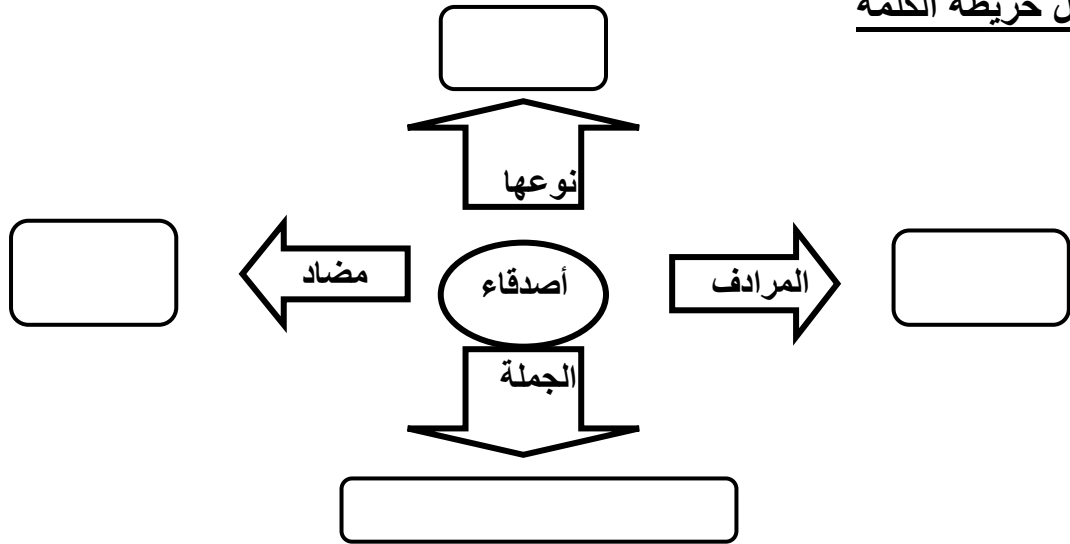 خريطة الكلمة
نوعها
المرادف
أصدقاء
مضاد
الجملة